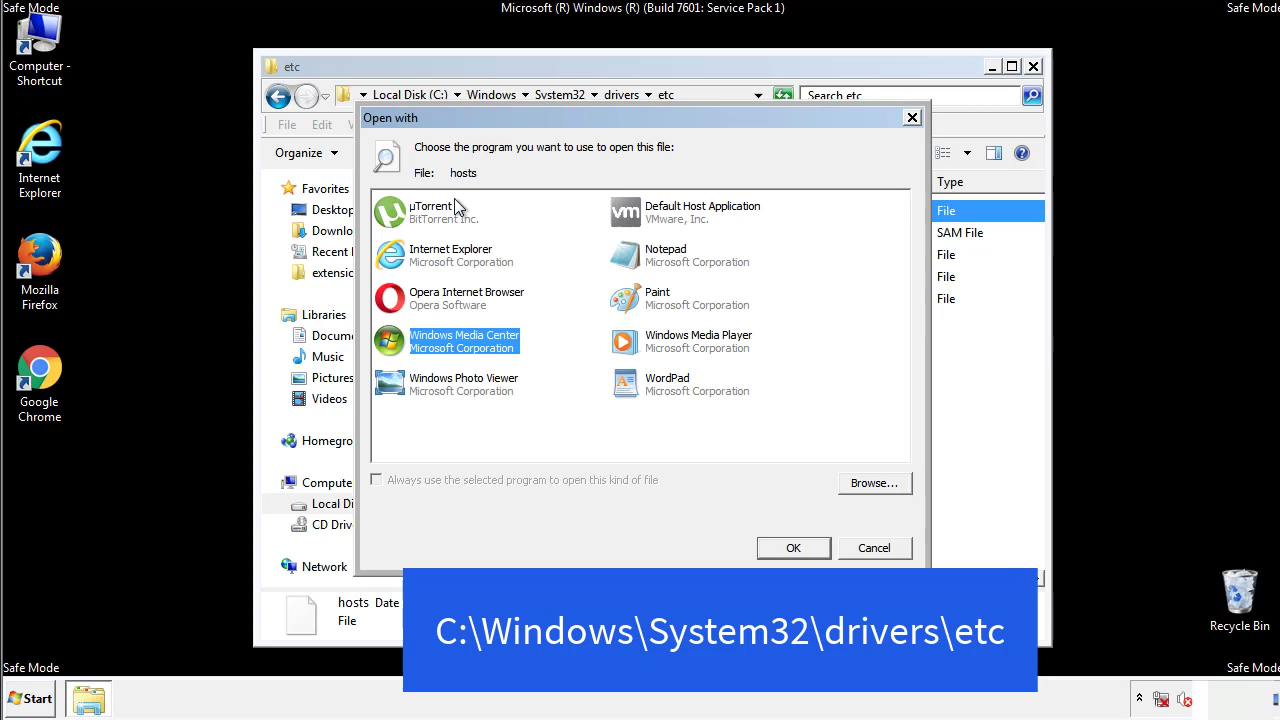 Safe Mode
Microsoft (R) Windows (R) (Build 7601: Service Pack 1)
Safe Mode
Computer -
Shortcut
Internet
Explorer
Mozilla
Firefox
Google
Chrome
etc
Local Disk (C:) Windows System32 drivers etc
Search etc
File Edit
Organize
Favorites
Desktop
Downlo
Recent
extensio
Libraries
Docume
Music
Pictures
Videos
Homegro
Compute
Local Di
CD Drive
Network
Type
File
SAM File
File
File
File
Open with
Choose the program you want to use to open this file:
File: hosts
µTorrent
BitTorrent Inc.
Default Host Application
VMware, Inc.
Internet Explorer
Microsoft Corporation
Notepad
Microsoft Corporation
Opera Internet Browser
Opera Software
Paint
Microsoft Corporation
Windows Media Center
Microsoft Corporation
Windows Media Player
Microsoft Corporation
Windows Photo Viewer
Microsoft Corporation
WordPad
Microsoft Corporation
Always use the selected program to open this kind of file
Browse...
OK
Cancel
hosts Date
File
C:\Windows\System32\drivers\etc
Recycle Bin
Safe Mode
Safe Mode
Start